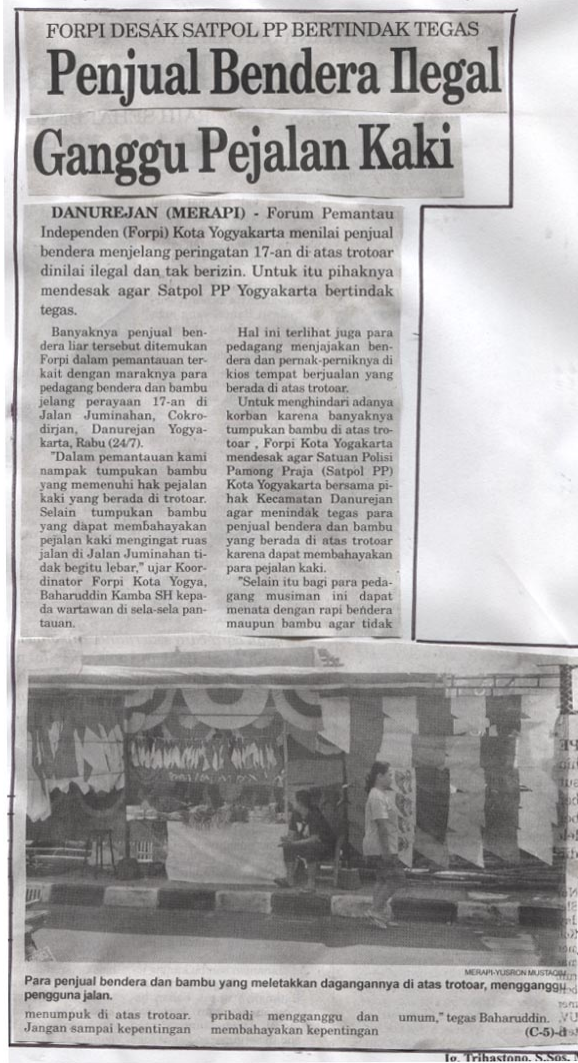 FORPI DESAK SATPOL PP BERTINDAK TEGAS
Penjual Bendera Ilegal
Ganggu Pejalan Kaki
DANUREJAN (MERAPI) - Forum Pemantau
Independen (Forpi) Kota Yogyakarta menilai penjual
bendera menjelang peringatan 17-an di atas trotoar
dinilai ilegal dan tak berizin. Untuk itu pihaknya
mendesak agar Satpol PP Yogyakarta bertindak
tegas.
Banyaknya penjual ben-
dera liar tersebut ditemukan
Forpi dalam pemantauan ter-
kait dengan maraknya para
pedagang bendera dan bambu
jelang perayaan 17-an di
Jalan Juminahan, Cokro-
dirjan, Danurejan Yogya-
karta, Rabu (24/7).
"Dalam pemantauan kami
nampak tumpukan bambu
yang memenuhi hak pejalan
kaki yang berada di trotoar.
Selain tumpukan bambu
yang dapat membahayakan
pejalan kaki mengingat ruas
jalan di Jalan Juminahan ti-
dak begitu lebar," ujar Koor-
dinator Forpi Kota Yogya,
Baharuddin Kamba SH kepa-
da wartawan di sela-sela pan-
tauan.
Hal ini terlihat juga para
pedagang menjajakan ben-
dera dan pernak-perniknya di
kios tempat berjualan yang
berada di atas trotoar.
Untuk menghindari adanya
korban karena banyaknya
tumpukan bambu di atas tro-
toar , Forpi Kota Yogakarta
mendesak agar Satuan Polisi
Pamong Praja (Satpol PP)
Kota Yogyakarta bersama pi-
hak Kecamatan Danurejan
agar menindak tegas para
penjual bendera dan bambu
yang berada di atas trotoar
karena dapat membahayakan
para pejalan kaki.
"Selain itu bagi para peda-
gang musiman ini dapat
menata dengan rapi bendera
maupun bambu agar tidak
MERAPI-YUSRON MUSTAQIM
Para penjual bendera dan bambu yang meletakkan dagangannya di atas trotoar, mengganggu
pengguna jalan.
menumpuk di atas trotoar.
Jangan sampai kepentingan
pribadi mengganggu dan
membahayakan kepentingan
umum," tegas Baharuddin.
(C-5)-d
Ig. Trihastono, S.Sos,